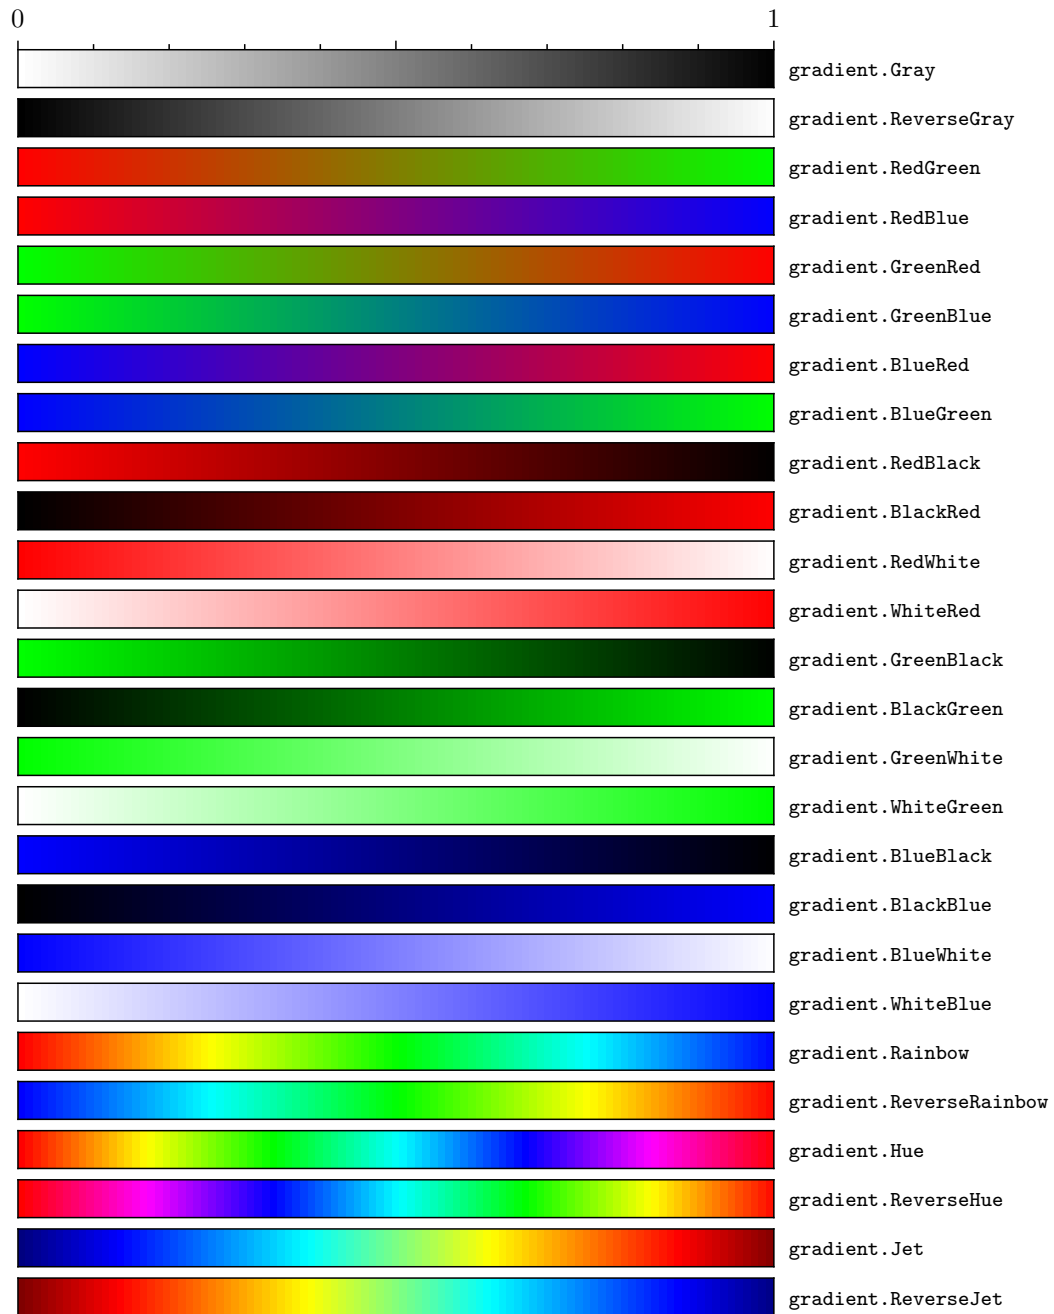 0 1
gradient.Gray
gradient.ReverseGray
gradient.RedGreen
gradient.RedBlue
gradient.GreenRed
gradient.GreenBlue
gradient.BlueRed
gradient.BlueGreen
gradient.RedBlack
gradient.BlackRed
gradient.RedWhite
gradient.WhiteRed
gradient.GreenBlack
gradient.BlackGreen
gradient.GreenWhite
gradient.WhiteGreen
gradient.BlueBlack
gradient.BlackBlue
gradient.BlueWhite
gradient.WhiteBlue
gradient.Rainbow
gradient.ReverseRainbow
gradient.Hue
gradient.ReverseHue
gradient.Jet
gradient.ReverseJet